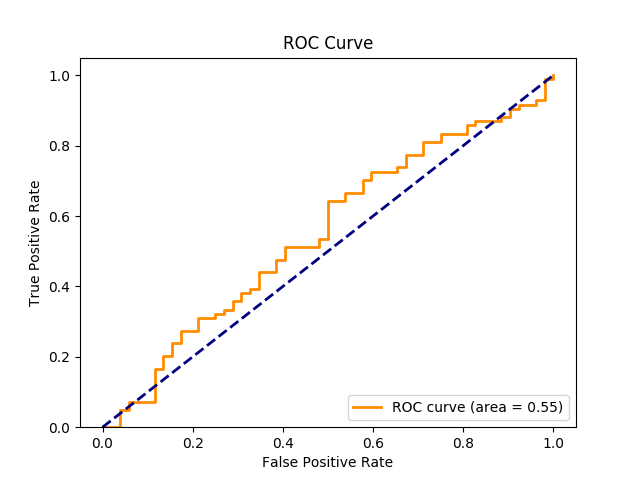 ROC Curve
True Positive Rate
1.0
0.8
0.6
0.4
0.2
0.0
0.0 0.2 0.4 0.6 0.8 1.0
False Positive Rate
ROC curve (area = 0.55)